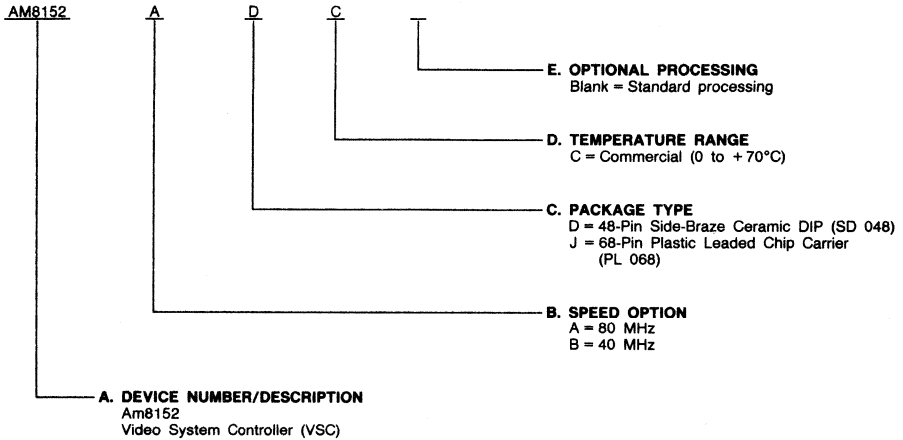 AM8152 A D C _
E. OPTIONAL PROCESSING
Blank = Standard processing
D. TEMPERATURE RANGE
C = Commercial (0 to +70°C)
C. PACKAGE TYPE
D = 48-Pin Side-Braze Ceramic DIP (SD 048)
J = 68-Pin Plastic Leaded Chip Carrier
(PL 068)
B. SPEED OPTION
A = 80 MHz
B = 40 MHz
A. DEVICE NUMBER/DESCRIPTION
Am8152
Video System Controller (VSC)